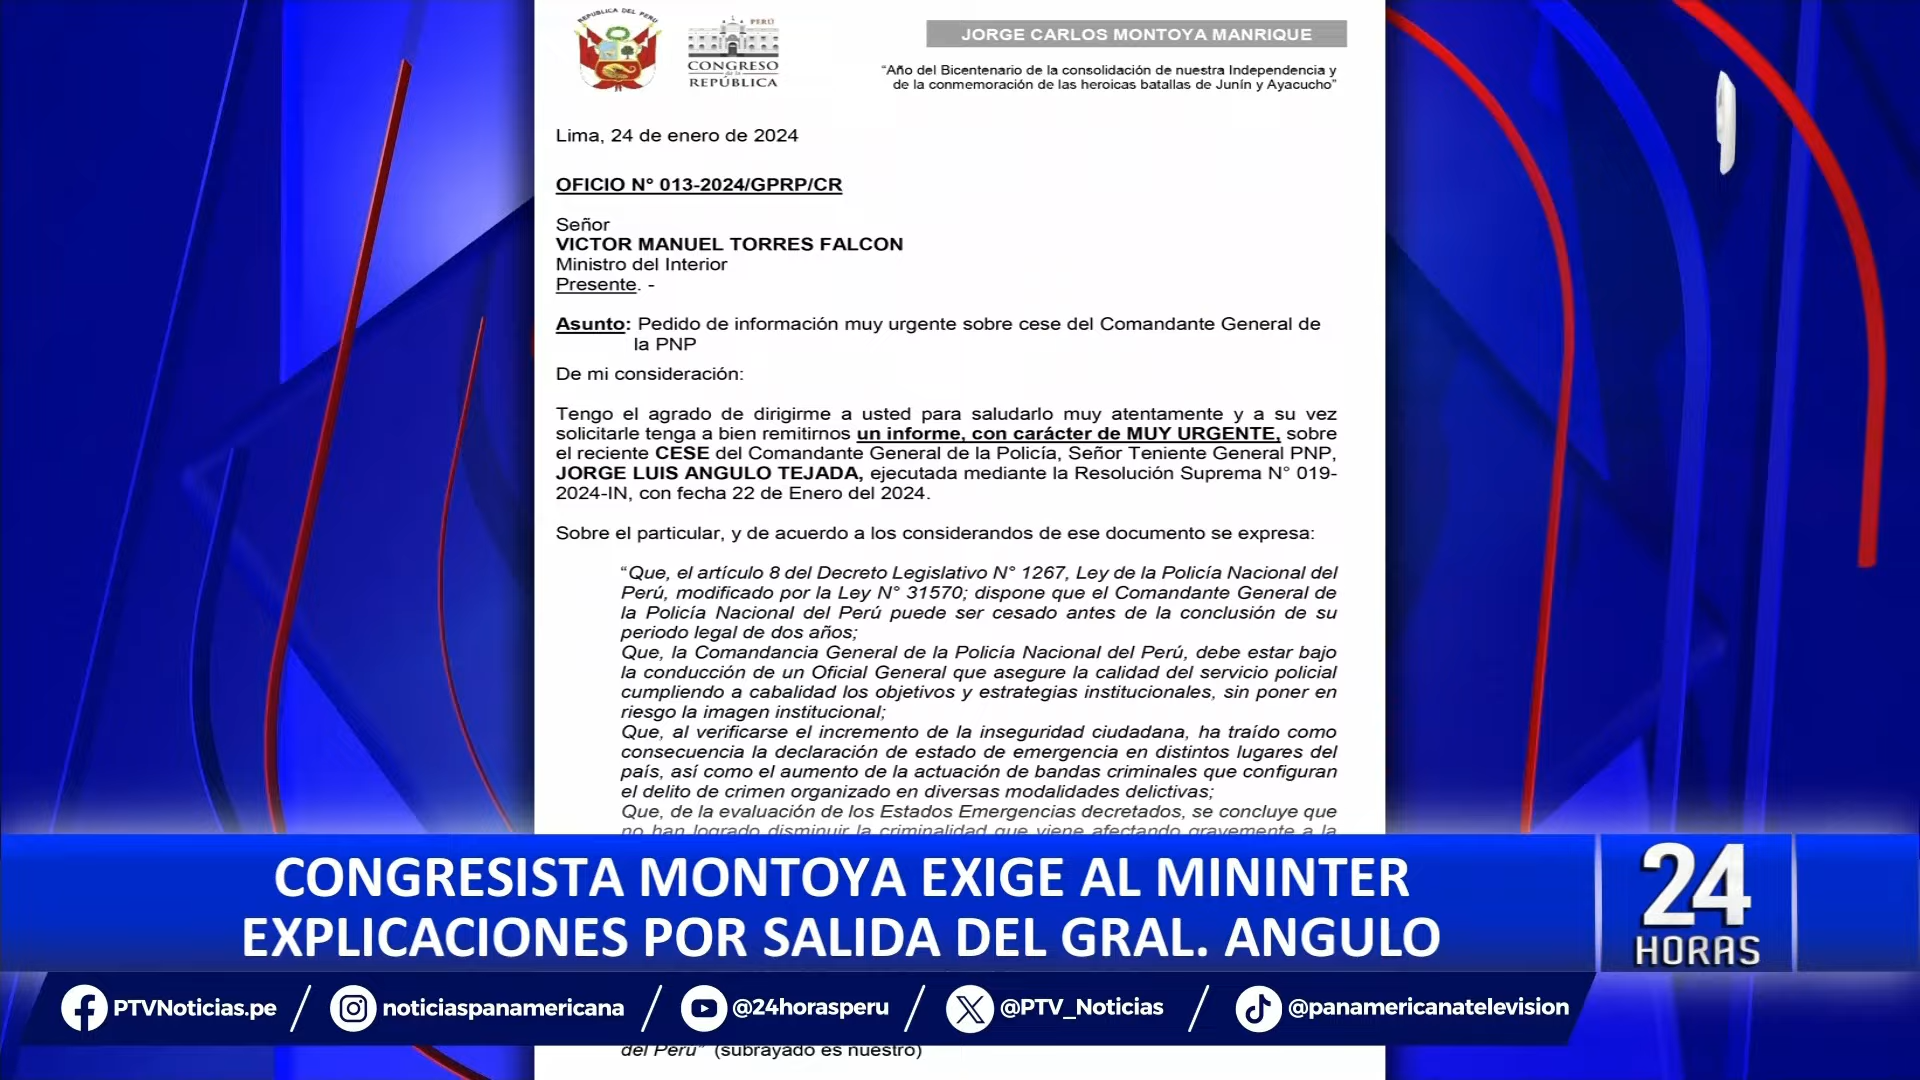 REPUBLICA DEL PERU
PERÚ
CONGRESO
de la
REPÚBLICA
JORGE CARLOS MONTOYA MANRIQUE
“Año del Bicentenario de la consolidación de nuestra Independencia y
de la conmemoración de las heroicas batallas de Junín y Ayacucho”
Lima, 24 de enero de 2024
OFICIO N° 013-2024/GPRP/CR
Señor
VICTOR MANUEL TORRES FALCON
Ministro del Interior
Presente. -
Asunto: Pedido de información muy urgente sobre cese del Comandante General de
la PNP
De mi consideración:
Tengo el agrado de dirigirme a usted para saludarlo muy atentamente y a su vez
solicitarle tenga a bien remitirnos un informe, con carácter de MUY URGENTE, sobre
el reciente CESE del Comandante General de la Policía, Señor Teniente General PNP,
JORGE LUIS ANGULO TEJADA, ejecutada mediante la Resolución Suprema N° 019-
2024-IN, con fecha 22 de Enero del 2024.
Sobre el particular, y de acuerdo a los considerandos de ese documento se expresa:
“Que, el artículo 8 del Decreto Legislativo N° 1267, Ley de la Policía Nacional del
Perú, modificado por la Ley N° 31570; dispone que el Comandante General de
la Policía Nacional del Perú puede ser cesado antes de la conclusión de su
periodo legal de dos años;
Que, la Comandancia General de la Policía Nacional del Perú, debe estar bajo
la conducción de un Oficial General que asegure la calidad del servicio policial
cumpliendo a cabalidad los objetivos y estrategias institucionales, sin poner en
riesgo la imagen institucional;
Que, al verificarse el incremento de la inseguridad ciudadana, ha traído como
consecuencia la declaración de estado de emergencia en distintos lugares del
país, así como el aumento de la actuación de bandas criminales que configuran
el delito de crimen organizado en diversas modalidades delictivas;
Que, de la evaluación de los Estados Emergencias decretados, se concluye que
no han logrado disminuir la criminalidad que viene afectando gravemente a la
CONGRESISTA MONTOYA EXIGE AL MININTER
EXPLICACIONES POR SALIDA DEL GRAL. ANGULO
24
HORAS
PTVNoticias.pe / noticiaspanamericana / @24horasperu / @PTV_Noticias / @panamericanatelevision
del Perú” (subrayado es nuestro)